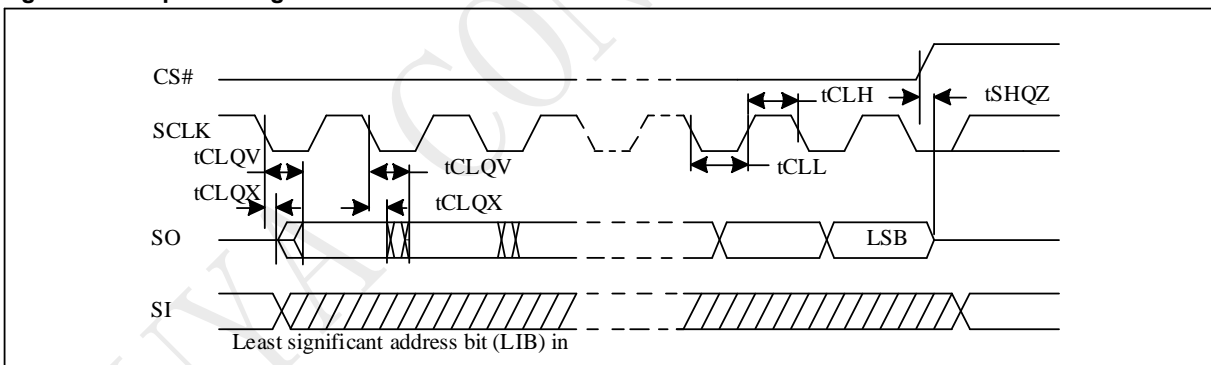 CS#
tCLH
tSHQZ
SCLK
tCLQV
tCLQV
tCLL
tCLQX
tCLQX
SO
LSB
SI
Least significant address bit (LIB) in